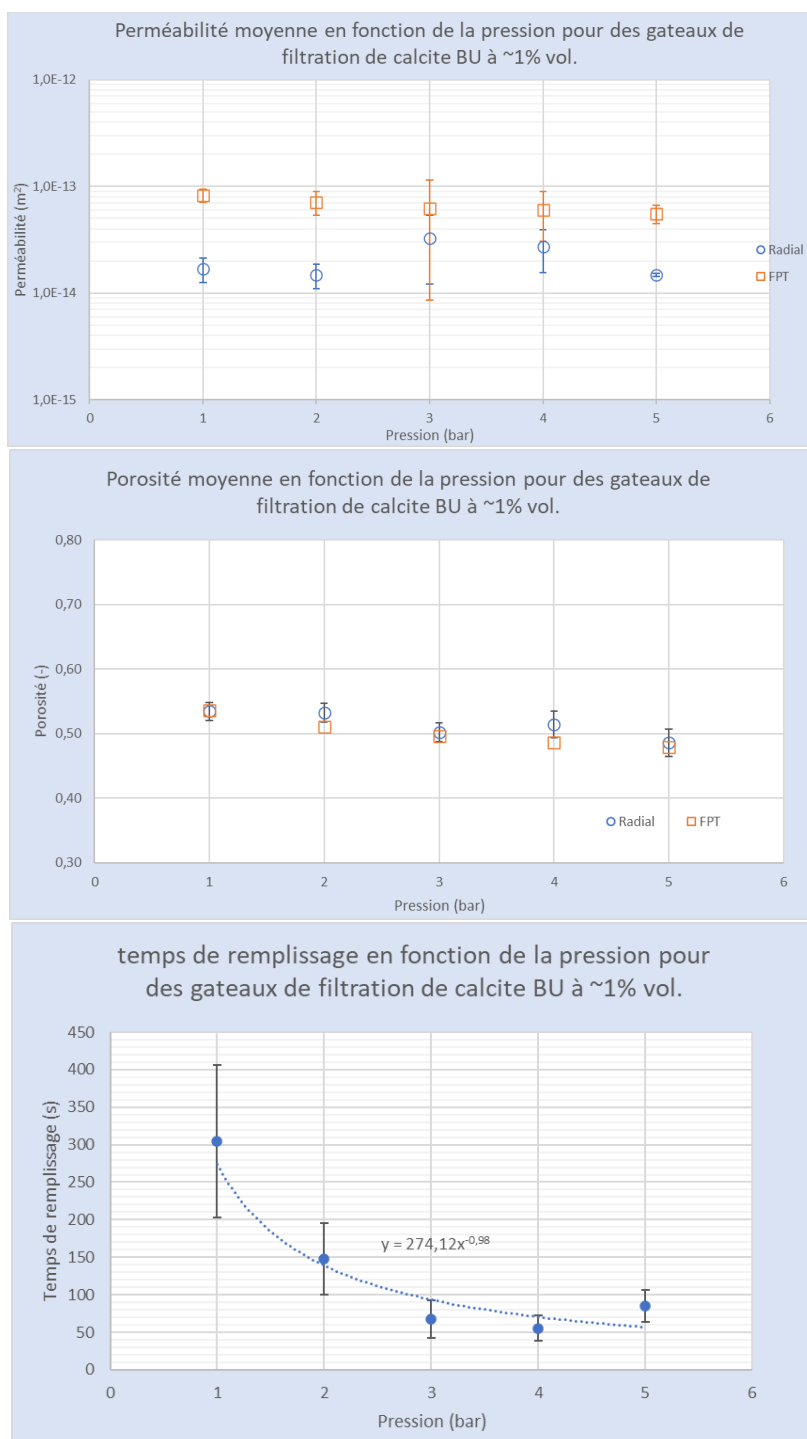 Perméabilité moyenne en fonction de la pression pour des gateaux de
filtration de calcite BU à ~1% vol.
1,0E-12
1,0E-13
1,0E-14
1,0E-15
Perméabilité (m²)
0 1 2 3 4 5 6
Pression (bar)
Radial
FPT
Porosité moyenne en fonction de la pression pour des gateaux de
filtration de calcite BU à ~1% vol.
0,80
0,70
0,60
0,50
0,40
0,30
Porosité (-)
Radial FPT
0 1 2 3 4 5 6
Pression (bar)
temps de remplissage en fonction de la pression pour
des gateaux de filtration de calcite BU à ~1% vol.
450
400
350
300
250
200
150
100
50
0
Temps de remplissage (s)
y = 274,12x⁻⁰,⁹⁸
0 1 2 3 4 5 6
Pression (bar)